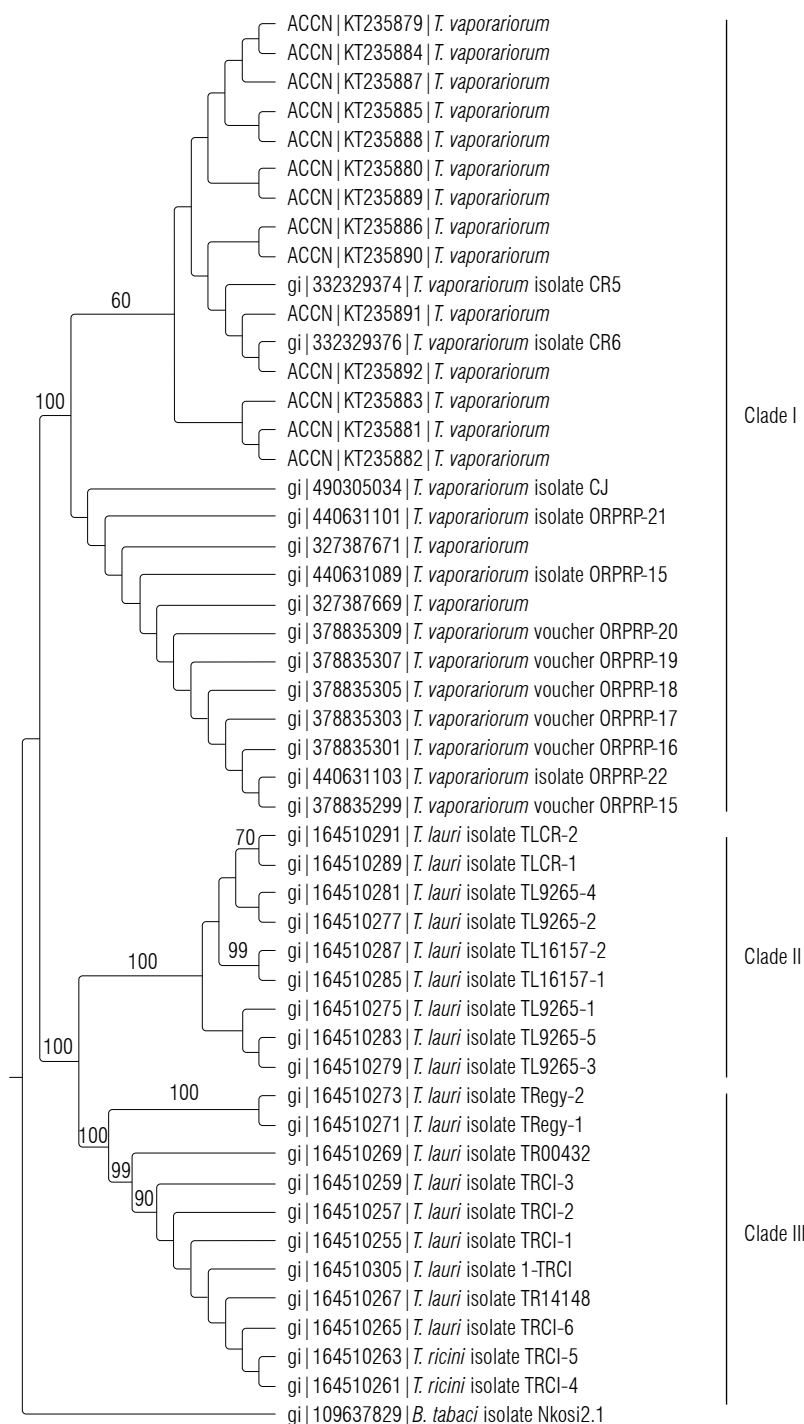 ACCN|KT235879|T. vaporariorum
ACCN|KT235884|T. vaporariorum
ACCN|KT235887|T. vaporariorum
ACCN|KT235885|T. vaporariorum
ACCN|KT235888|T. vaporariorum
ACCN|KT235880|T. vaporariorum
ACCN|KT235889|T. vaporariorum
ACCN|KT235886|T. vaporariorum
ACCN|KT235890|T. vaporariorum
gi|332329374|T. vaporariorum isolate CR5
60
ACCN|KT235891|T. vaporariorum
gi|332329376|T. vaporariorum isolate CR6
ACCN|KT235892|T. vaporariorum
100
ACCN|KT235883|T. vaporariorum
Clade I
ACCN|KT235881|T. vaporariorum
ACCN|KT235882|T. vaporariorum
gi|490305034|T. vaporariorum isolate CJ
gi|440631101|T. vaporariorum isolate ORPRP-21
gi|327387671|T. vaporariorum
gi|440631089|T. vaporariorum isolate ORPRP-15
gi|327387669|T. vaporariorum
gi|378835309|T. vaporariorum voucher ORPRP-20
gi|378835307|T. vaporariorum voucher ORPRP-19
gi|378835305|T. vaporariorum voucher ORPRP-18
gi|378835303|T. vaporariorum voucher ORPRP-17
gi|378835301|T. vaporariorum voucher ORPRP-16
gi|440631103|T. vaporariorum isolate ORPRP-22
gi|378835299|T. vaporariorum voucher ORPRP-15
70
gi|164510291|T. lauri isolate TLCR-2
gi|164510289|T. lauri isolate TLCR-1
gi|164510281|T. lauri isolate TL9265-4
gi|164510277|T. lauri isolate TL9265-2
99
gi|164510287|T. lauri isolate TL16157-2
100
Clade II
gi|164510285|T. lauri isolate TL16157-1
gi|164510275|T. lauri isolate TL9265-1
gi|164510283|T. lauri isolate TL9265-5
100
gi|164510279|T. lauri isolate TL9265-3
100
gi|164510273|T. lauri isolate TRegy-2
gi|164510271|T. lauri isolate TRegy-1
100
gi|164510269|T. lauri isolate TR00432
99
gi|164510259|T. lauri isolate TRCI-3
90
gi|164510257|T. lauri isolate TRCI-2
Clade III
gi|164510255|T. lauri isolate TRCI-1
gi|164510305|T. lauri isolate 1-TRCI
gi|164510267|T. lauri isolate TR14148
gi|164510265|T. lauri isolate TRCI-6
gi|164510263|T. ricini isolate TRCI-5
gi|164510261|T. ricini isolate TRCI-4
gi|109637829|B. tabaci isolate Nkosi2.1